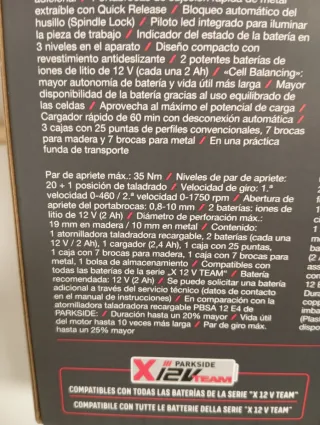 extraible con Quick Release / Bloqueo automático del
husillo (Spindle Lock) / Piloto led integrado para iluminar
la pieza de trabajo / Indicador del estado de la batería en
3 niveles en el aparato / Diseño compacto con
revestimiento antideslizante / 2 potentes baterías de
iones de litio de 12 V (cada una 2 Ah) / «Cell Balancing»:
mayor autonomía de batería y vida útil más larga / Mayor
disponibilidad de la batería gracias al uso equilibrado de
las celdas / Aprovecha al máximo el potencial de carga /
Cargador rápido de 60 min con desconexión automática /
3 cajas con 25 puntas de perfiles convencionales, 7 brocas
para madera y 7 brocas para metal / En una práctica
funda de transporte
Par de apriete máx.: 35 Nm / Niveles de par de apriete:
20 + 1 posición de taladrado / Velocidad de giro: 1.ª
velocidad 0-460 / 2.ª velocidad 0-1750 rpm / Abertura de
apriete del portabrocas: 0,8-10 mm / 2 baterías: iones de
litio de 12 V (2 Ah) / Diámetro de perforación máx.:
19 mm en madera / 10 mm en metal / Contenido:
1 atornilladora taladradora recargable, 2 baterías (cada una
12 V / 2 Ah), 1 cargador (2,4 Ah), 1 caja con 25 puntas,
1 caja con 7 brocas para madera, 1 caja con 7 brocas para
metal, 1 bolsa de almacenamiento / Compatible con
todas las baterías de la serie „X 12 V TEAM“ / Batería
recomendada: 12 V (2 Ah) / Se puede solicitar una batería
adicional a través del servicio técnico (datos de contacto
en el manual de instrucciones) / En comparación con la
atornilladora taladradora recargable PBSA 12 E4 de
PARKSIDE: / Duración hasta un 20% mayor / Vida útil
del motor hasta 10 veces más larga / Par de giro máx.
hasta un 25% mayor
PARKSIDE
X12V TEAM
COMPATIBLES CON TODAS LAS BATERÍAS DE LA SERIE "X 12 V TEAM"
COMPATIBILE CON TUTTE LE BATTERIE DELLA SERIE "X 12 V TEAM"